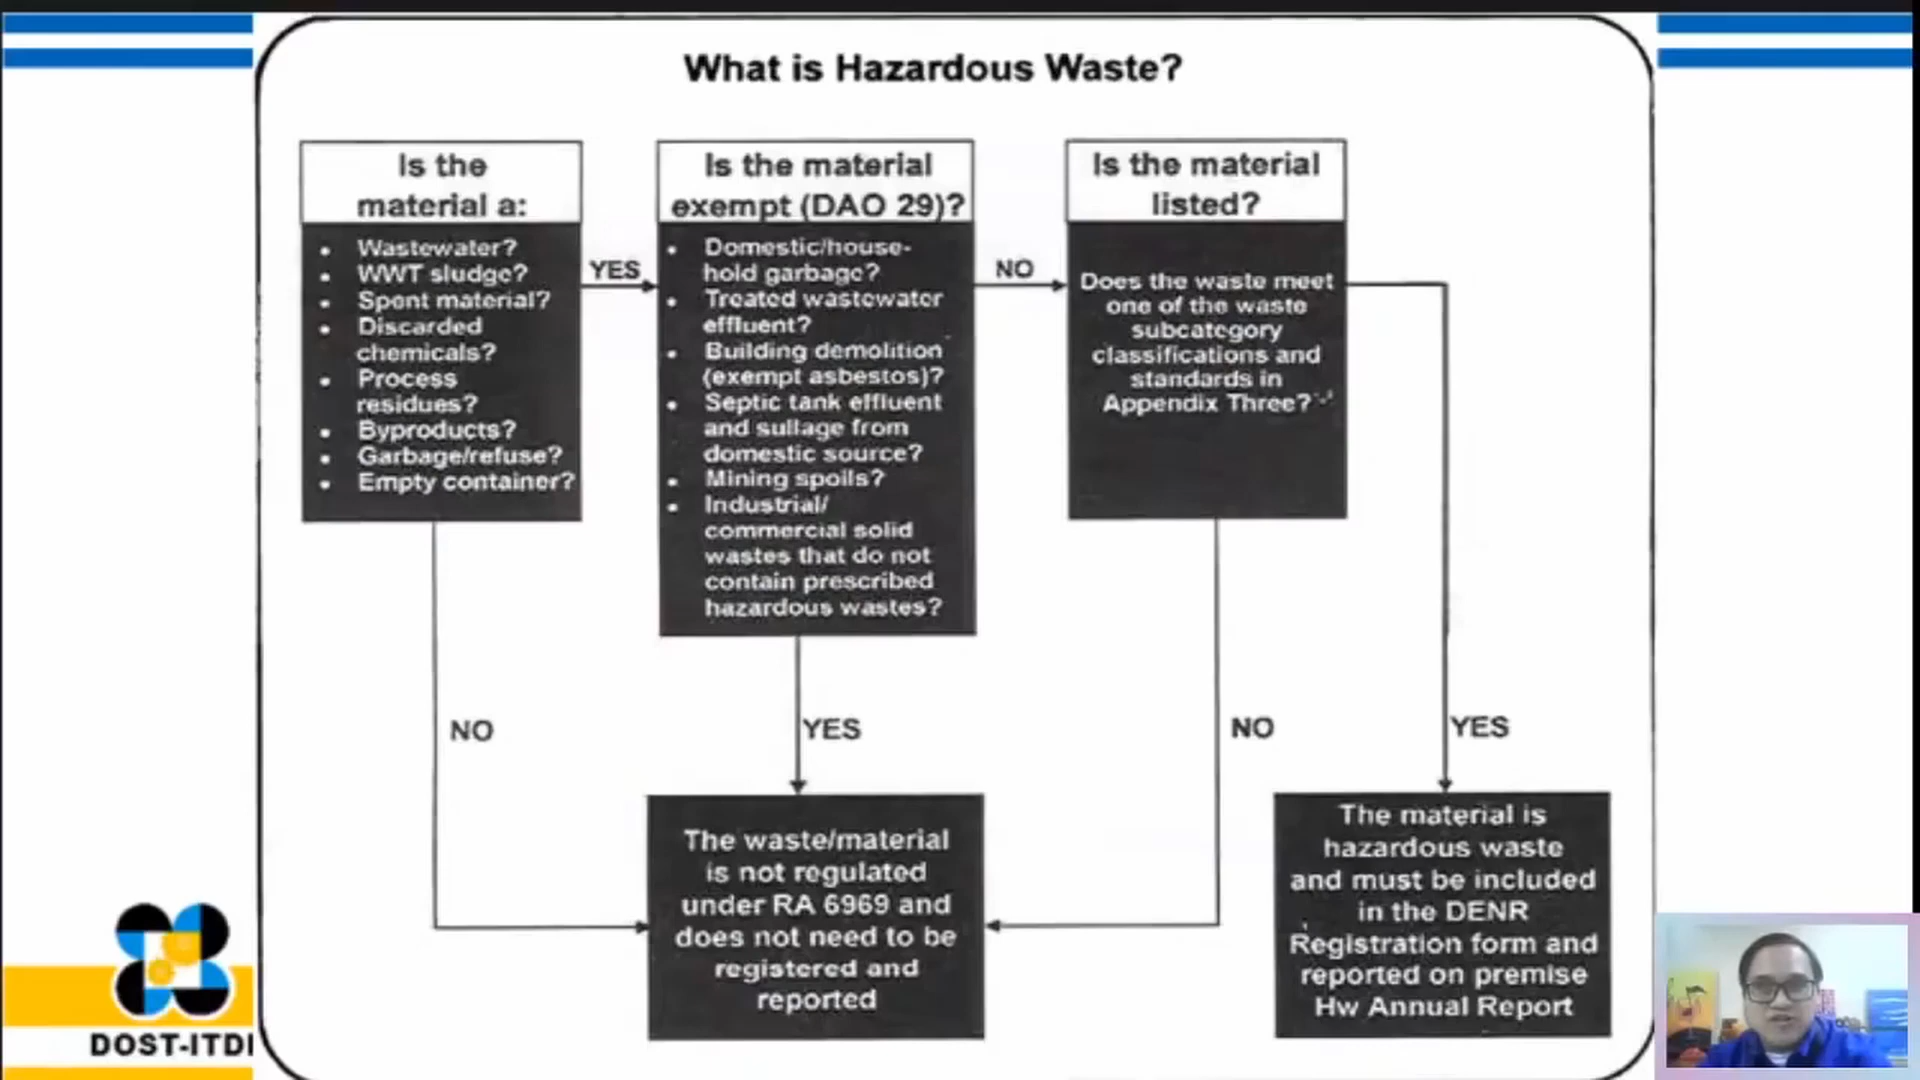 What is Hazardous Waste?
Is the
material a:
• Wastewater?
• WWT sludge?
• Spent material?
• Discarded
chemicals?
• Process
residues?
• Byproducts?
• Garbage/refuse?
• Empty container?
YES
Is the material
exempt (DAO 29)?
• Domestic/house-
hold garbage?
• Treated wastewater
effluent?
• Building demolition
(exempt asbestos)?
• Septic tank effluent
and sullage from
domestic source?
• Mining spoils?
• Industrial/
commercial solid
wastes that do not
contain prescribed
hazardous wastes?
NO
Is the material
listed?
Does the waste meet
one of the waste
subcategory
classifications and
standards in
Appendix Three?
NO
YES
NO
YES
The waste/material
is not regulated
under RA 6969 and
does not need to be
registered and
reported
The material is
hazardous waste
and must be included
in the DENR
Registration form and
reported on premise
Hw Annual Report
DOST-ITDI